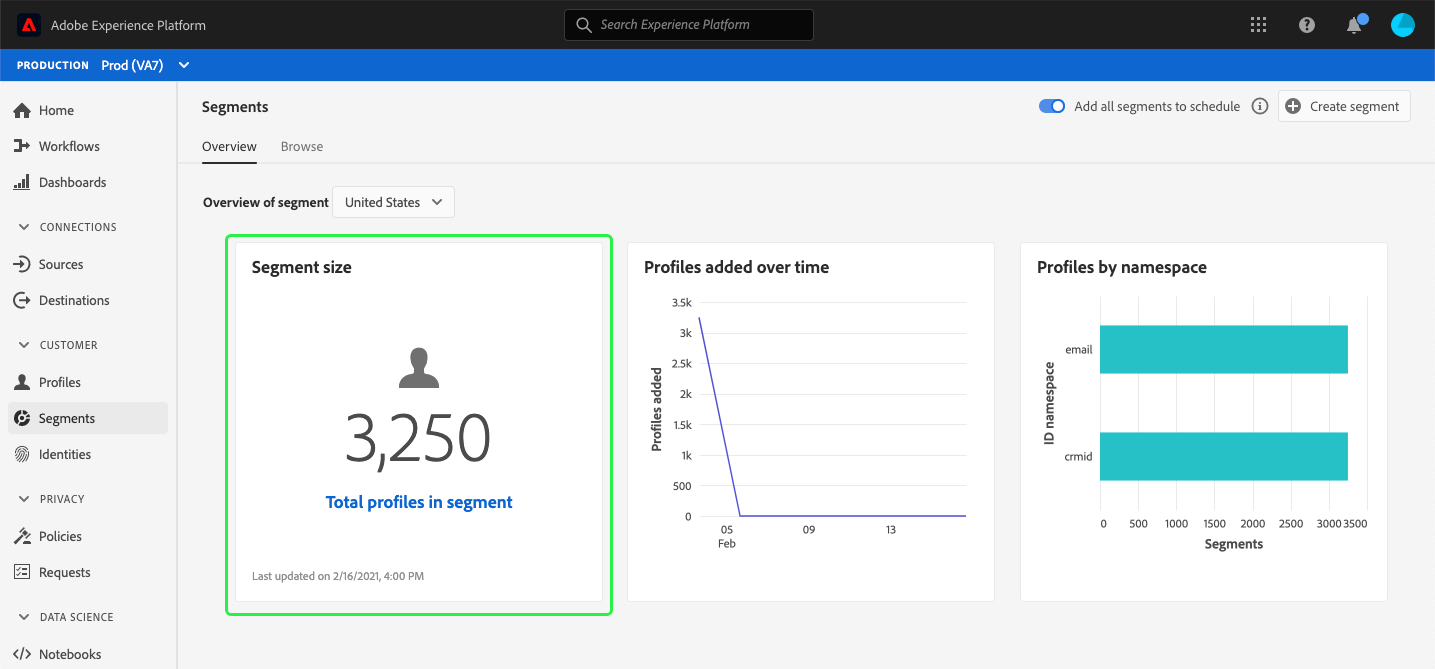 Adobe Experience Platform
Search Experience Platform
PRODUCTION Prod (VA7)
Home
Workflows
Dashboards
CONNECTIONS
Sources
Destinations
CUSTOMER
Profiles
Segments
Identities
PRIVACY
Policies
Requests
DATA SCIENCE
Notebooks
Segments
Add all segments to schedule
Create segment
Overview Browse
Overview of segment United States
Segment size
3,250
Total profiles in segment
Last updated on 2/16/2021, 4:00 PM
Profiles added over time
Profiles added
3.5k
3k
2.5k
2k
1.5k
1k
500
0
05 09 13
Feb
Profiles by namespace
ID namespace
email
crmid
0 500 1000 1500 2000 2500 3000 3500
Segments